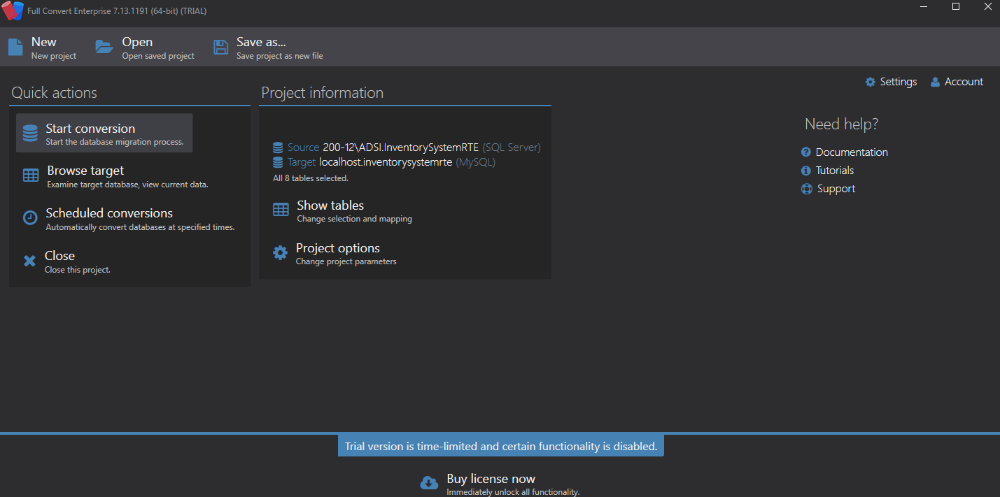 Full Convert Enterprise 7.13.1191 (64-bit) (TRIAL)
New
New project
Open
Open saved project
Save as...
Save project as new file
Settings
Account
Quick actions
Start conversion
Start the database migration process.
Browse target
Examine target database, view current data.
Scheduled conversions
Automatically convert databases at specified times.
Close
Close this project.
Project information
Source 200-12\ADSI.InventorySystemRTE (SQL Server)
Target localhost.inventorysystemrte (MySQL)
All 8 tables selected.
Show tables
Change selection and mapping
Project options
Change project parameters
Need help?
Documentation
Tutorials
Support
Trial version is time-limited and certain functionality is disabled.
Buy license now
Immediately unlock all functionality.